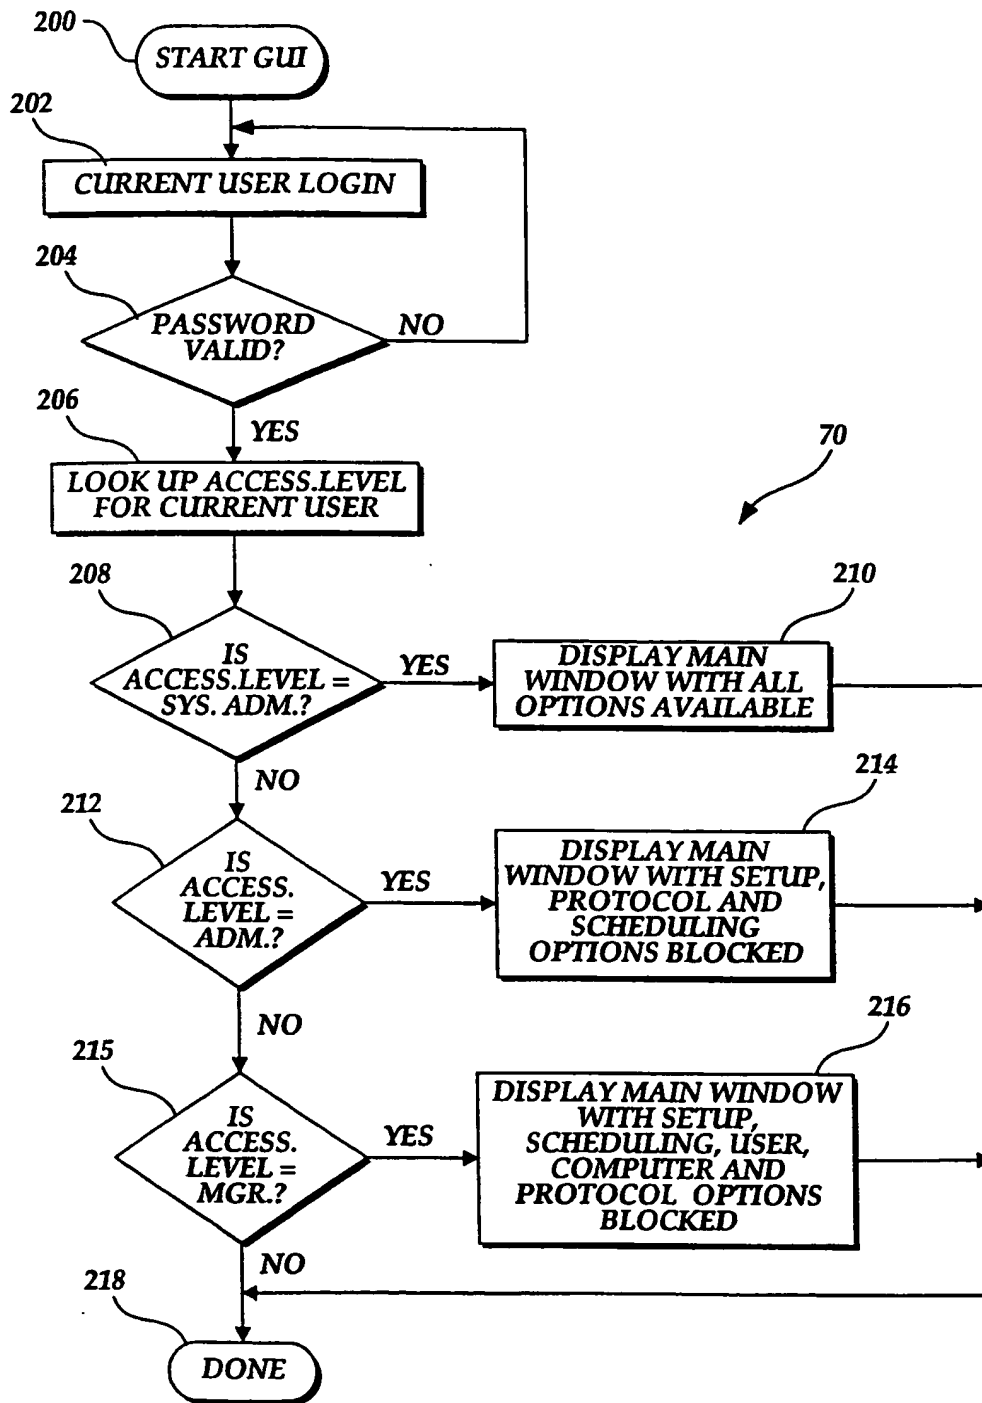 200
START GUI
202
CURRENT USER LOGIN
204
PASSWORD
VALID?
NO
206
YES
LOOK UP ACCESS.LEVEL
FOR CURRENT USER
70
208
IS
ACCESS.LEVEL =
SYS. ADM.?
YES
210
DISPLAY MAIN
WINDOW WITH ALL
OPTIONS AVAILABLE
NO
212
IS
ACCESS.
LEVEL =
ADM.?
YES
214
DISPLAY MAIN
WINDOW WITH SETUP,
PROTOCOL AND
SCHEDULING
OPTIONS BLOCKED
NO
215
IS
ACCESS.
LEVEL =
MGR.?
YES
216
DISPLAY MAIN WINDOW
WITH SETUP,
SCHEDULING, USER,
COMPUTER AND
PROTOCOL OPTIONS
BLOCKED
NO
218
DONE